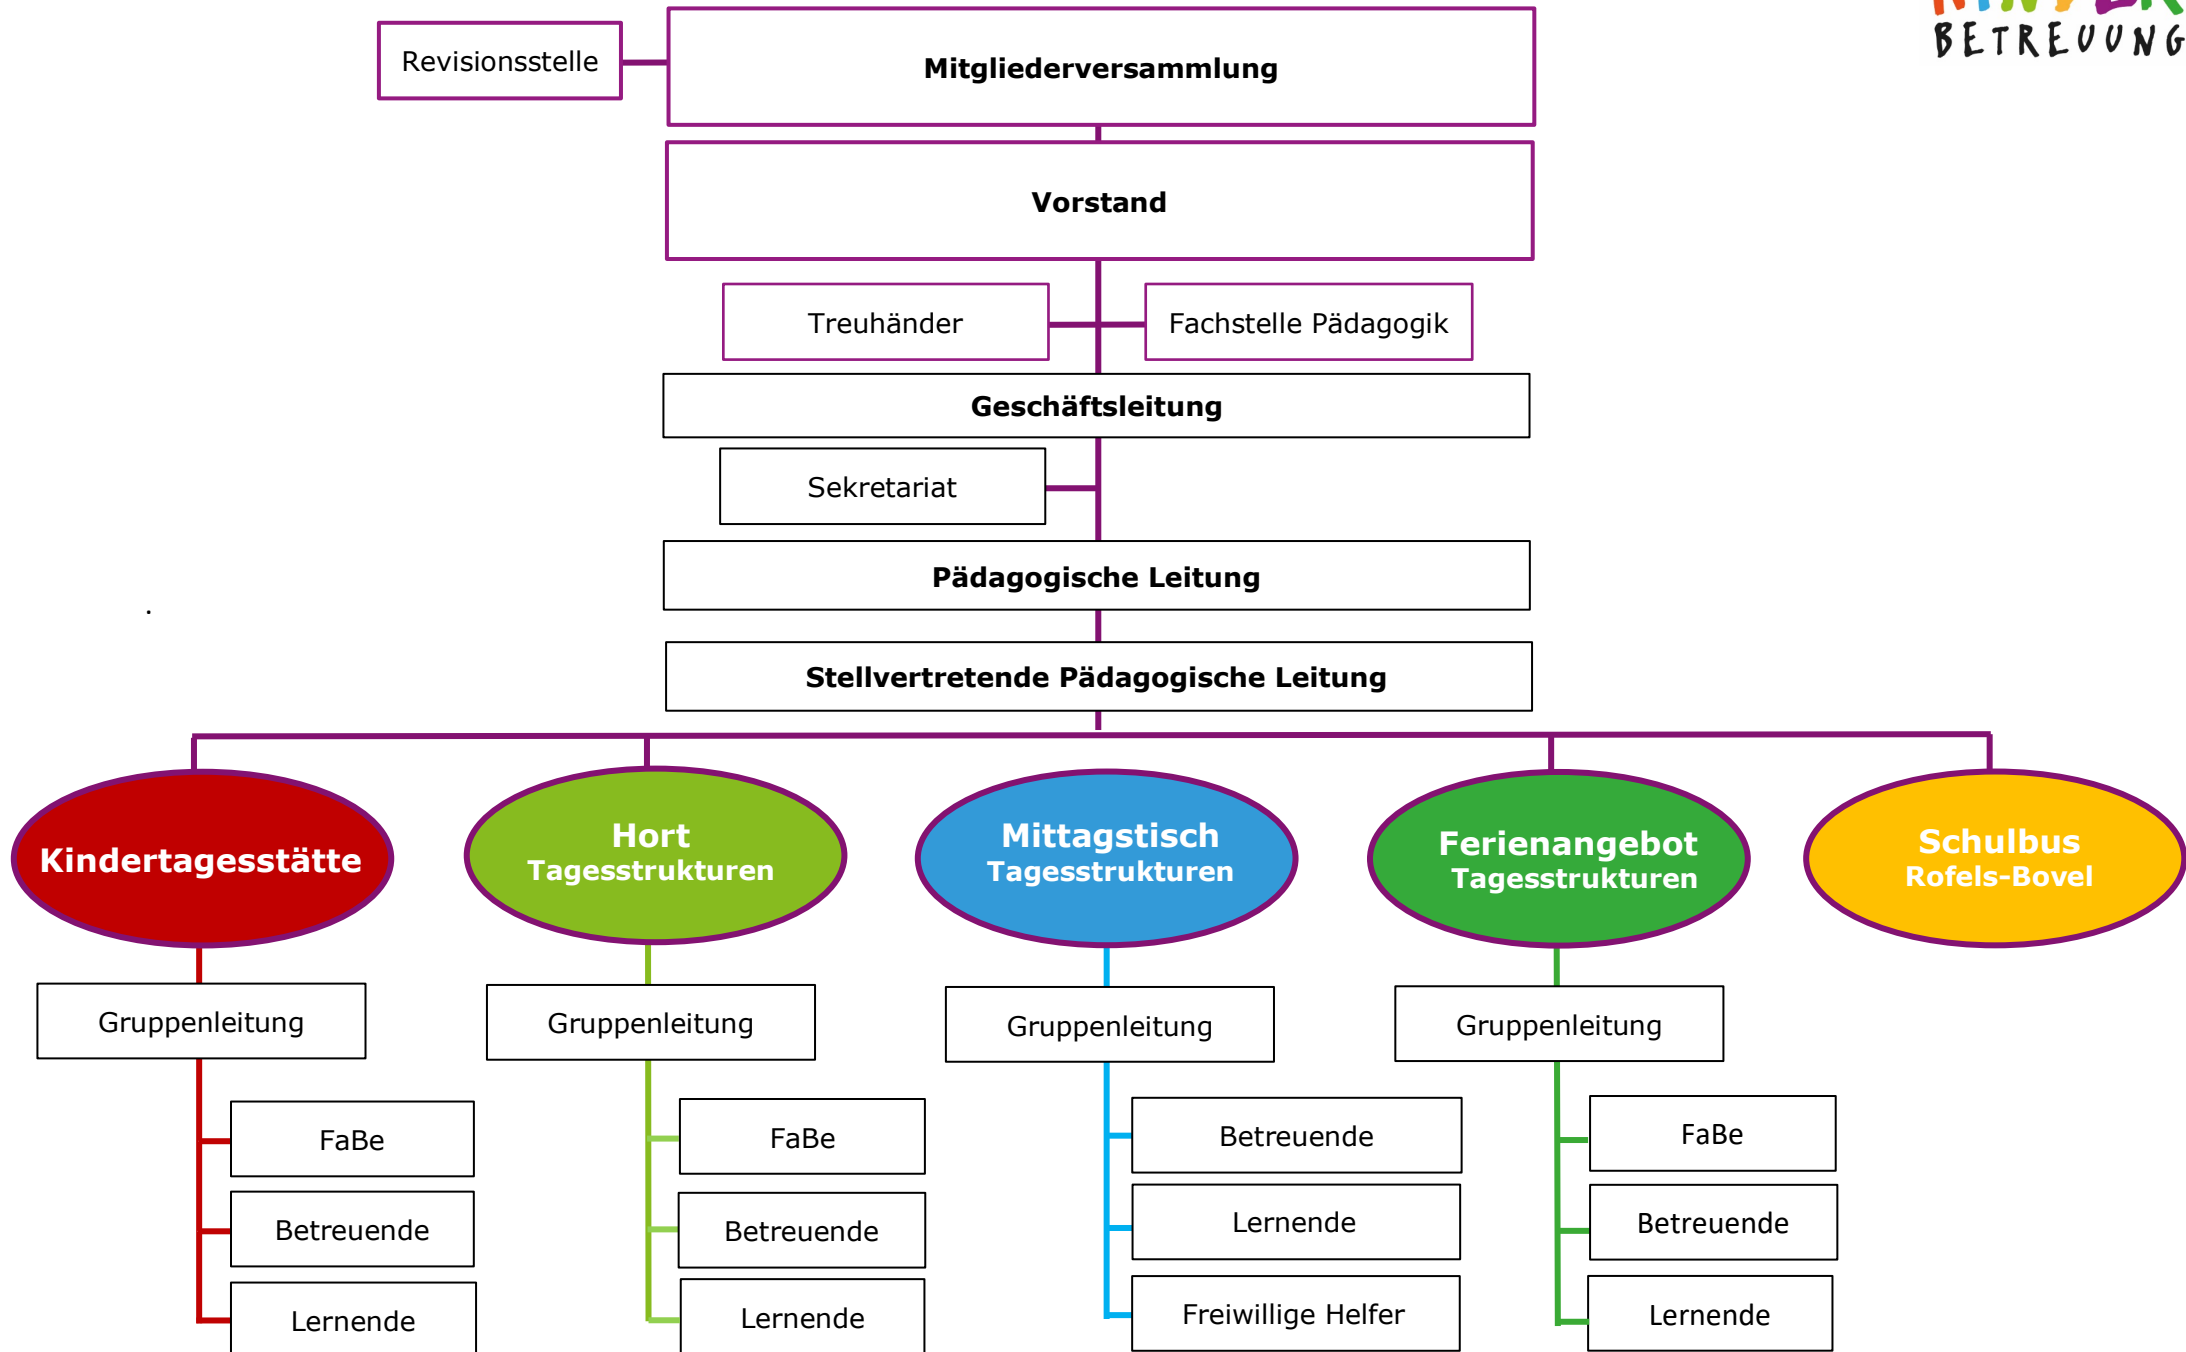 KINDER
BETREUUNG
Revisionsstelle
Mitgliederversammlung
Vorstand
Treuhänder
Fachstelle Pädagogik
Geschäftsleitung
Sekretariat
Pädagogische Leitung
.
Stellvertretende Pädagogische Leitung
Kindertagesstätte
Hort
Tagesstrukturen
Mittagstisch
Tagesstrukturen
Ferienangebot
Tagesstrukturen
Schulbus
Rofels-Bovel
Gruppenleitung
Gruppenleitung
Gruppenleitung
Gruppenleitung
FaBe
Betreuende
Lernende
FaBe
Betreuende
Lernende
Betreuende
Lernende
Freiwillige Helfer
FaBe
Betreuende
Lernende